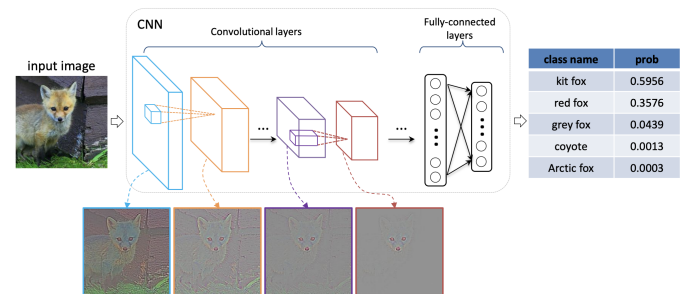 CNN
Convolutional layers
Fully-connected
layers
input image
...
...
class name prob
kit fox 0.5956
red fox 0.3576
grey fox 0.0439
coyote 0.0013
Arctic fox 0.0003